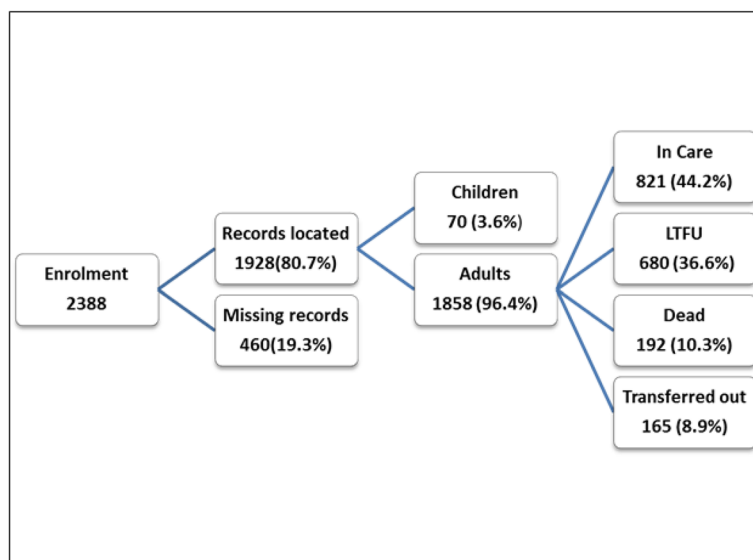 Enrolment
2388
Records located
1928(80.7%)
Missing records
460(19.3%)
Children
70 (3.6%)
Adults
1858 (96.4%)
In Care
821 (44.2%)
LTFU
680 (36.6%)
Dead
192 (10.3%)
Transferred out
165 (8.9%)